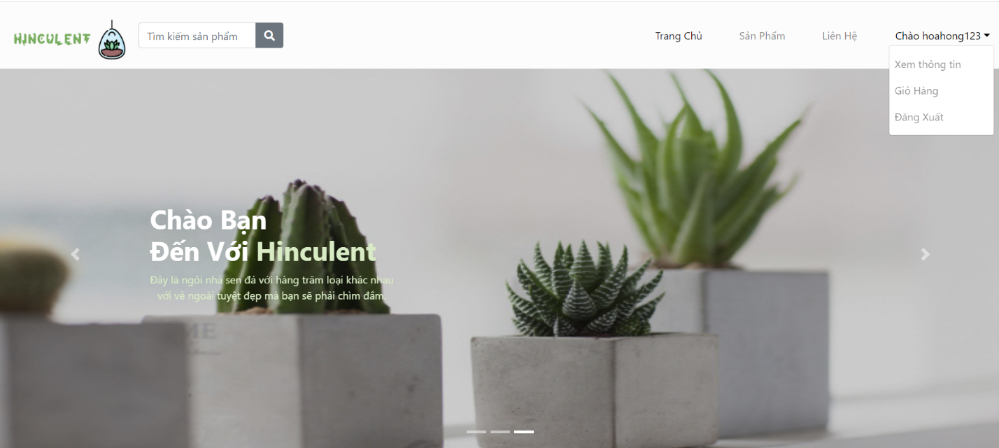 HINCULENT
Tìm kiếm sản phẩm
Trang Chủ
Sản Phẩm
Liên Hệ
Chào hoahong123
Xem thông tin
Giỏ Hàng
Đăng Xuất
Chào Bạn
Đến Với Hinculent
Đây là ngôi nhà sen đá với hàng trăm loại khác nhau
với vẻ ngoài tuyệt đẹp mà bạn sẽ phải chìm đắm.
ME